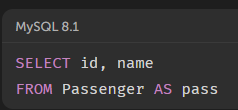 MySQL 8.1
SELECT id, name
FROM Passenger AS pass